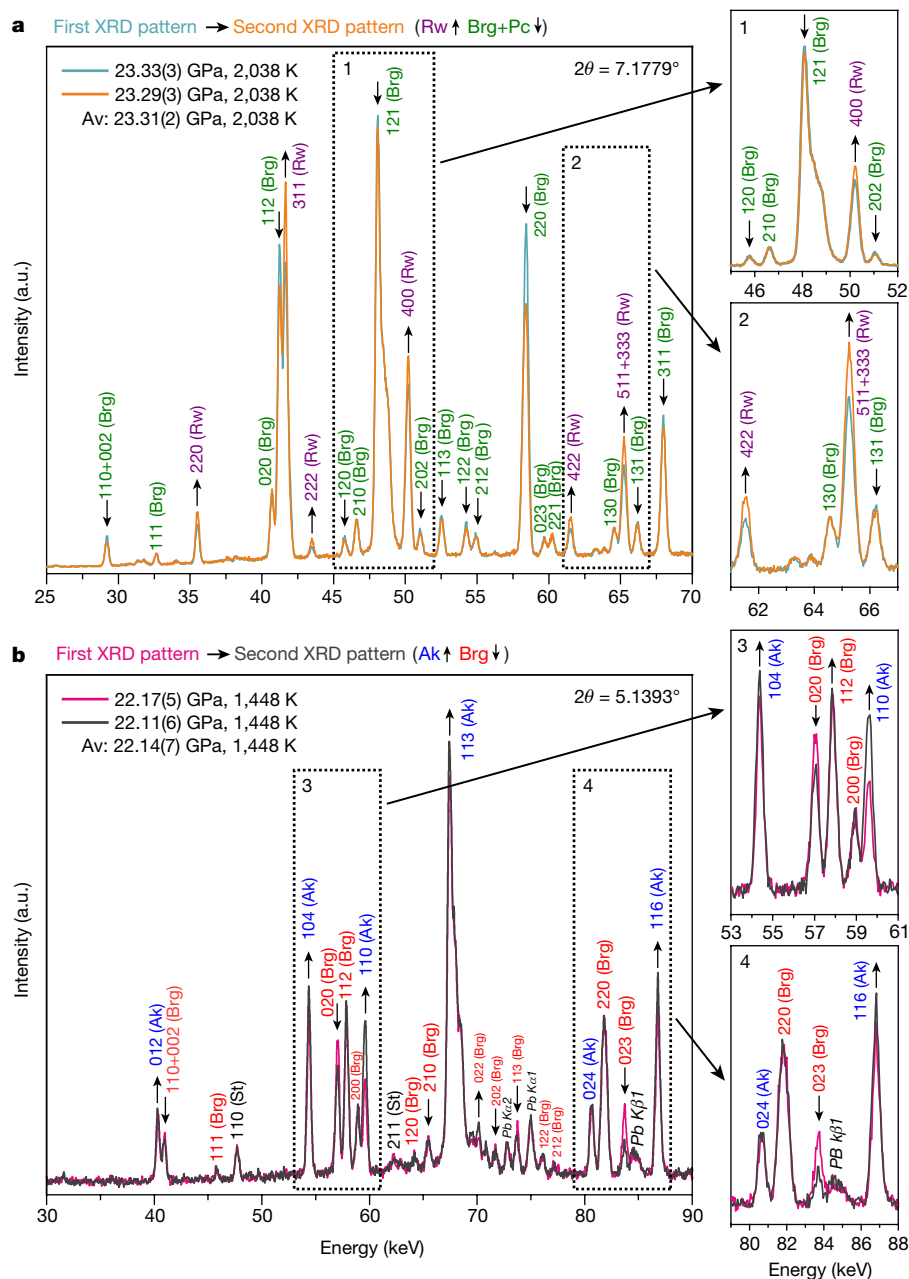 a First XRD pattern → Second XRD pattern (Rw ↑ Brg+Pc ↓)
23.33(3) GPa, 2,038 K
23.29(3) GPa, 2,038 K
Av: 23.31(2) GPa, 2,038 K
1
2θ = 7.1779°
2
110+002 (Brg)
111 (Brg)
220 (Rw)
020 (Brg)
112 (Brg)
311 (Rw)
222 (Rw)
120 (Brg)
210 (Brg)
121 (Brg)
400 (Rw)
202 (Brg)
113 (Brg)
122 (Brg)
212 (Brg)
220 (Brg)
023 (Brg)
221 (Brg)
422 (Rw)
130 (Brg)
511+333 (Rw)
131 (Brg)
311 (Brg)
Intensity (a.u.)
25 30 35 40 45 50 55 60 65 70
1
120 (Brg)
210 (Brg)
121 (Brg)
400 (Rw)
202 (Brg)
46 48 50 52
2
422 (Rw)
130 (Brg)
511+333 (Rw)
131 (Brg)
62 64 66
b First XRD pattern → Second XRD pattern (Ak ↑ Brg ↓)
22.17(5) GPa, 1,448 K
22.11(6) GPa, 1,448 K
Av: 22.14(7) GPa, 1,448 K
3
2θ = 5.1393°
4
012 (Ak)
110+002 (Brg)
111 (Brg)
110 (St)
104 (Ak)
020 (Brg)
112 (Brg)
200 (Brg)
110 (Ak)
211 (St)
120 (Brg)
210 (Brg)
113 (Ak)
022 (Brg)
202 (Brg)
Pb Kα2
113 (Brg)
Pb Kα1
122 (Brg)
212 (Brg)
024 (Ak)
220 (Brg)
023 (Brg)
Pb Kβ1
116 (Ak)
Intensity (a.u.)
30 40 50 60 70 80 90
Energy (keV)
3
104 (Ak)
020 (Brg)
112 (Brg)
200 (Brg)
110 (Ak)
53 55 57 59 61
4
024 (Ak)
220 (Brg)
023 (Brg)
PB kβ1
116 (Ak)
80 82 84 86 88
Energy (keV)